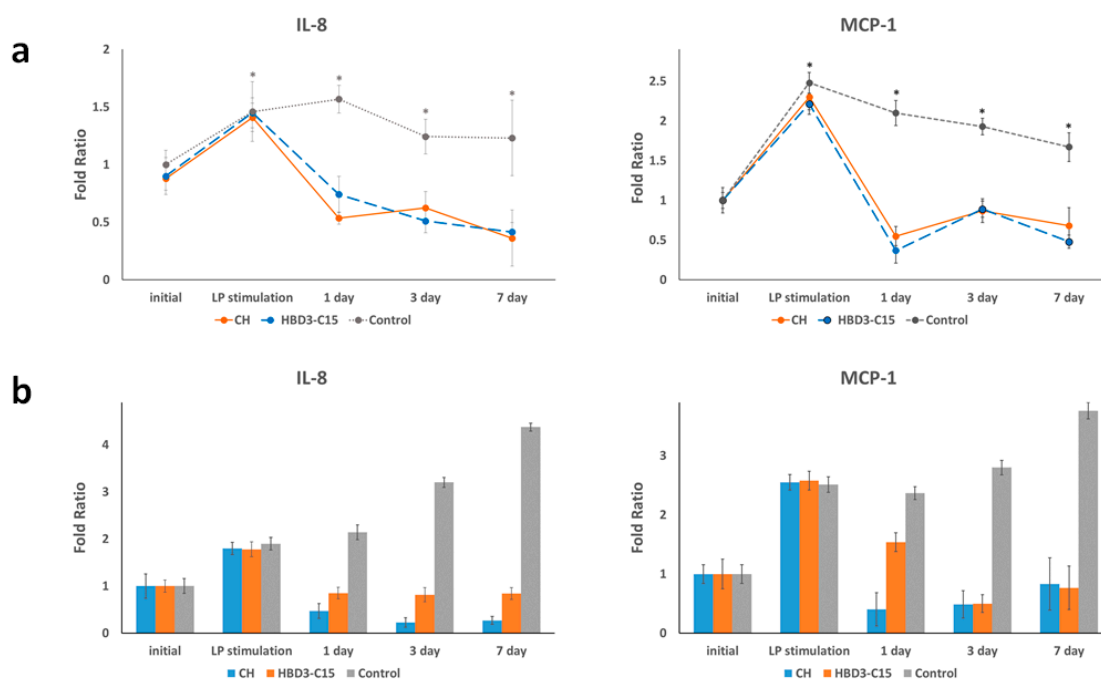 a
IL-8
Fold Ratio
2
1.5
1
0.5
0
* * * *
initial LP stimulation 1 day 3 day 7 day
CH HBD3-C15 Control
MCP-1
Fold Ratio
2.5
2
1.5
1
0.5
0
* * * *
initial LP stimulation 1 day 3 day 7 day
CH HBD3-C15 Control
b
IL-8
Fold Ratio
4
3
2
1
0
initial LP stimulation 1 day 3 day 7 day
CH HBD3-C15 Control
MCP-1
Fold Ratio
3
2
1
0
initial LP stimulation 1 day 3 day 7 day
CH HBD3-C15 Control